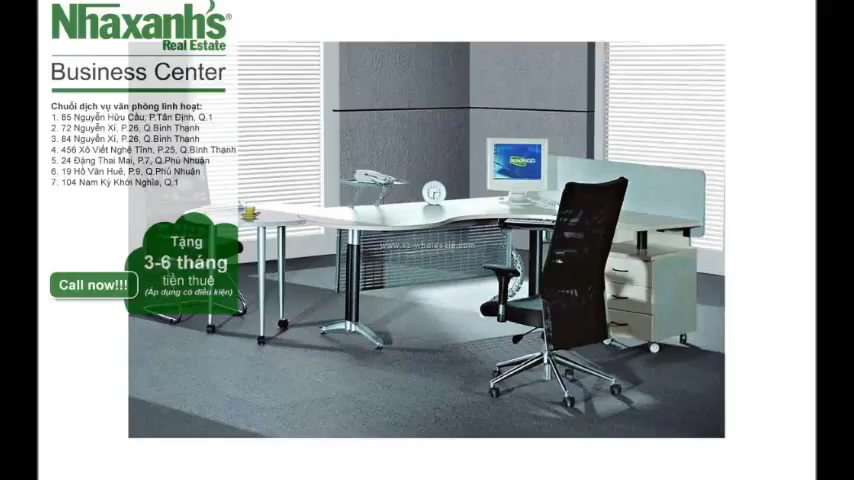 Nhaxanh's®
Real Estate
Business Center
Chuỗi dịch vụ văn phòng linh hoạt:
1. 85 Nguyễn Hữu Cầu, P.Tân Định, Q.1
2. 72 Nguyễn Xí, P.26, Q.Bình Thạnh
3. 84 Nguyễn Xí, P.26, Q.Bình Thạnh
4. 456 Xô Viết Nghệ Tĩnh, P.25, Q.Bình Thạnh
5. 24 Đặng Thai Mai, P.7, Q.Phú Nhuận
6. 19 Hồ Văn Huê, P.9, Q.Phú Nhuận
7. 104 Nam Kỳ Khởi Nghĩa, Q.1
Tặng
3-6 tháng
tiền thuê
(Áp dụng có điều kiện)
Call now!!!